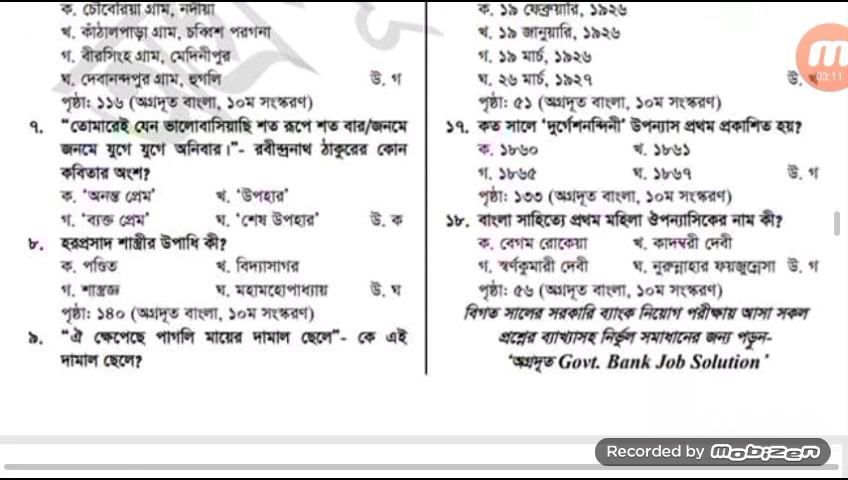 ক. চৌবেরিয়া গ্রাম, নদীয়া
খ. কাঁঠালপাড়া গ্রাম, চব্বিশ পরগনা
গ. বীরসিংহ গ্রাম, মেদিনীপুর
ঘ. দেবানন্দপুর গ্রাম, হুগলি উ. গ
পৃষ্ঠা: ১১৬ (অগ্রদূত বাংলা, ১০ম সংস্করণ)
৭. “তোমারেই যেন ভালোবাসিয়াছি শত রূপে শত বার/জনমে
জনমে যুগে যুগে অনিবার।”- রবীন্দ্রনাথ ঠাকুরের কোন
কবিতার অংশ?
ক. ‘অনন্ত প্রেম’ খ. ‘উপহার’
গ. ‘ব্যক্ত প্রেম’ ঘ. ‘শেষ উপহার’ উ. ক
৮. হরপ্রসাদ শাস্ত্রীর উপাধি কী?
ক. পণ্ডিত খ. বিদ্যাসাগর
গ. শাস্ত্রজ্ঞ ঘ. মহামহোপাধ্যায় উ. ঘ
পৃষ্ঠা: ১৪০ (অগ্রদূত বাংলা, ১০ম সংস্করণ)
৯. “ঐ ক্ষেপেছে পাগলি মায়ের দামাল ছেলে”- কে এই
দামাল ছেলে?
ক. ১৯ ফেব্রুয়ারি, ১৯২৬
খ. ১৯ জানুয়ারি, ১৯২৬
গ. ১৯ মার্চ, ১৯২৬
ঘ. ২৬ মার্চ, ১৯২৭ উ.
পৃষ্ঠা: ৫১ (অগ্রদূত বাংলা, ১০ম সংস্করণ)
১৭. কত সালে ‘দুর্গেশনন্দিনী’ উপন্যাস প্রথম প্রকাশিত হয়?
ক. ১৮৬০ খ. ১৮৬১
গ. ১৮৬৫ ঘ. ১৮৬৭ উ. গ
পৃষ্ঠা: ১৩৩ (অগ্রদূত বাংলা, ১০ম সংস্করণ)
১৮. বাংলা সাহিত্যে প্রথম মহিলা ঔপন্যাসিকের নাম কী?
ক. বেগম রোকেয়া খ. কাদম্বরী দেবী
গ. স্বর্ণকুমারী দেবী ঘ. নুরুন্নাহার ফয়জুন্নেসা উ. গ
পৃষ্ঠা: ৫৬ (অগ্রদূত বাংলা, ১০ম সংস্করণ)
বিগত সালের সরকারি ব্যাংক নিয়োগ পরীক্ষায় আসা সকল
প্রশ্নের ব্যাখ্যাসহ নির্ভুল সমাধানের জন্য পড়ুন-
‘অগ্রদূত Govt. Bank Job Solution’
03:11
Recorded by mobizen